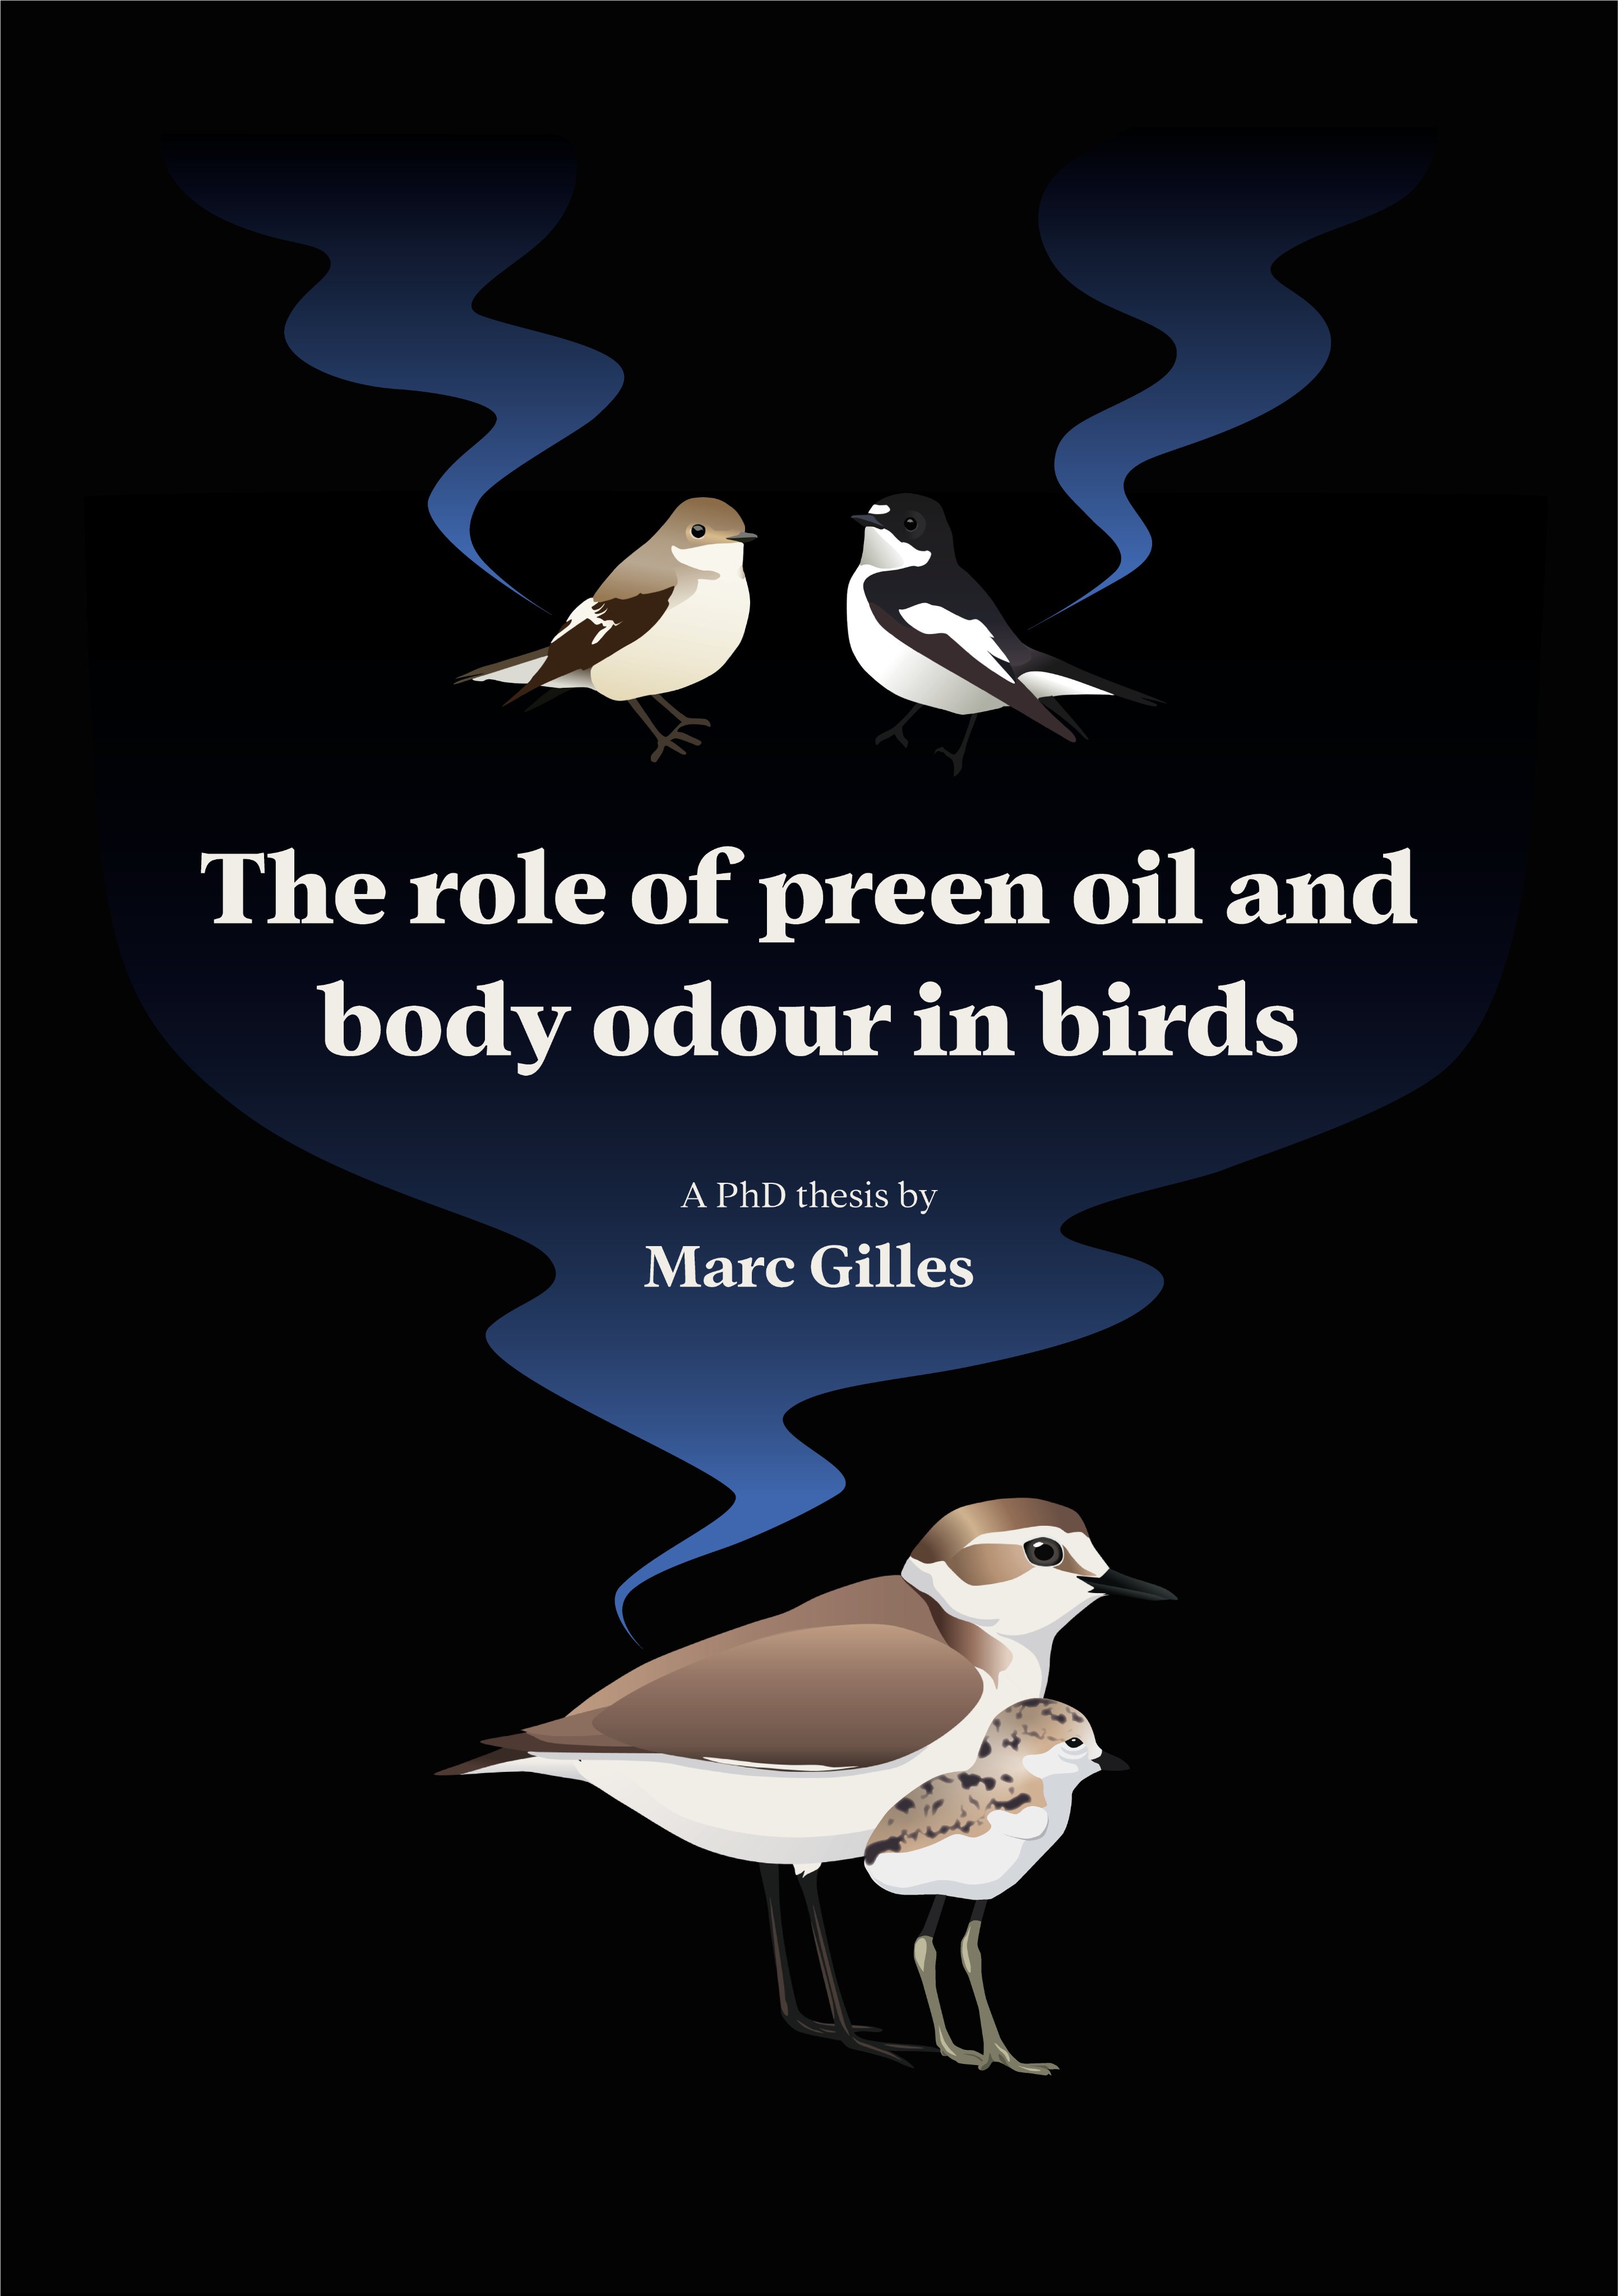 The role of preen oil and
body odour in birds
A PhD thesis by
Marc Gilles